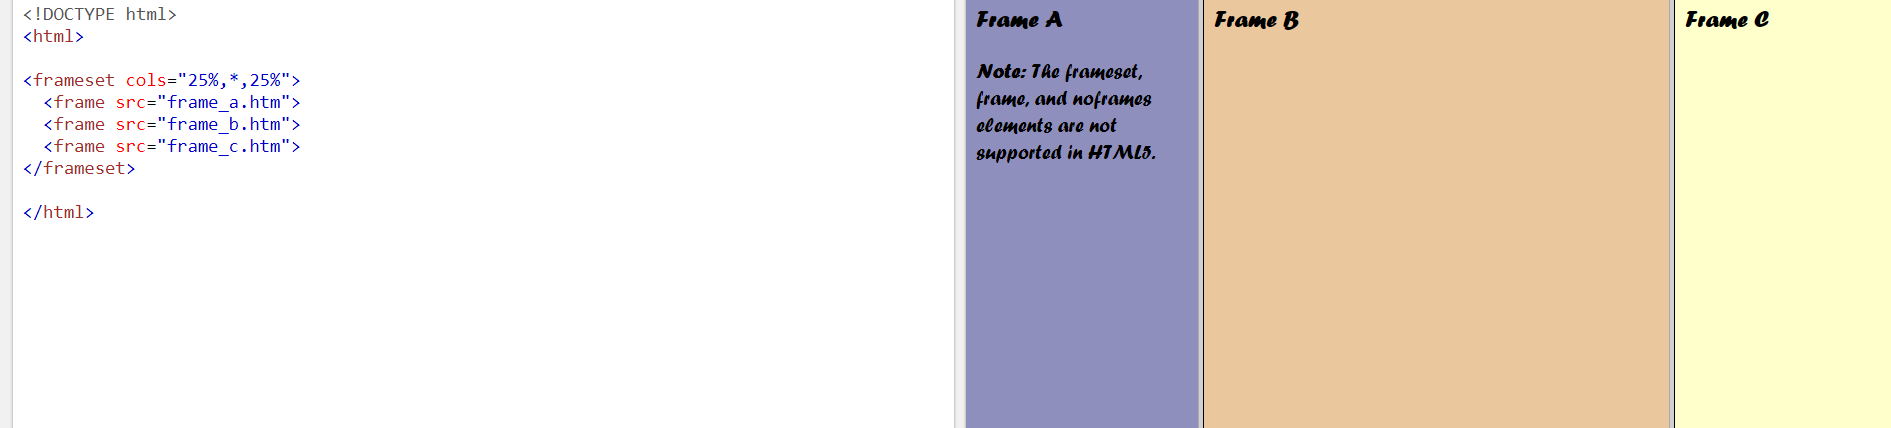 <!DOCTYPE html>
<html>
<frameset cols="25%,*,25%">
<frame src="frame_a.htm">
<frame src="frame_b.htm">
<frame src="frame_c.htm">
</frameset>
</html>
Frame A
Note: The frameset,
frame, and noframes
elements are not
supported in HTML5.
Frame B
Frame C